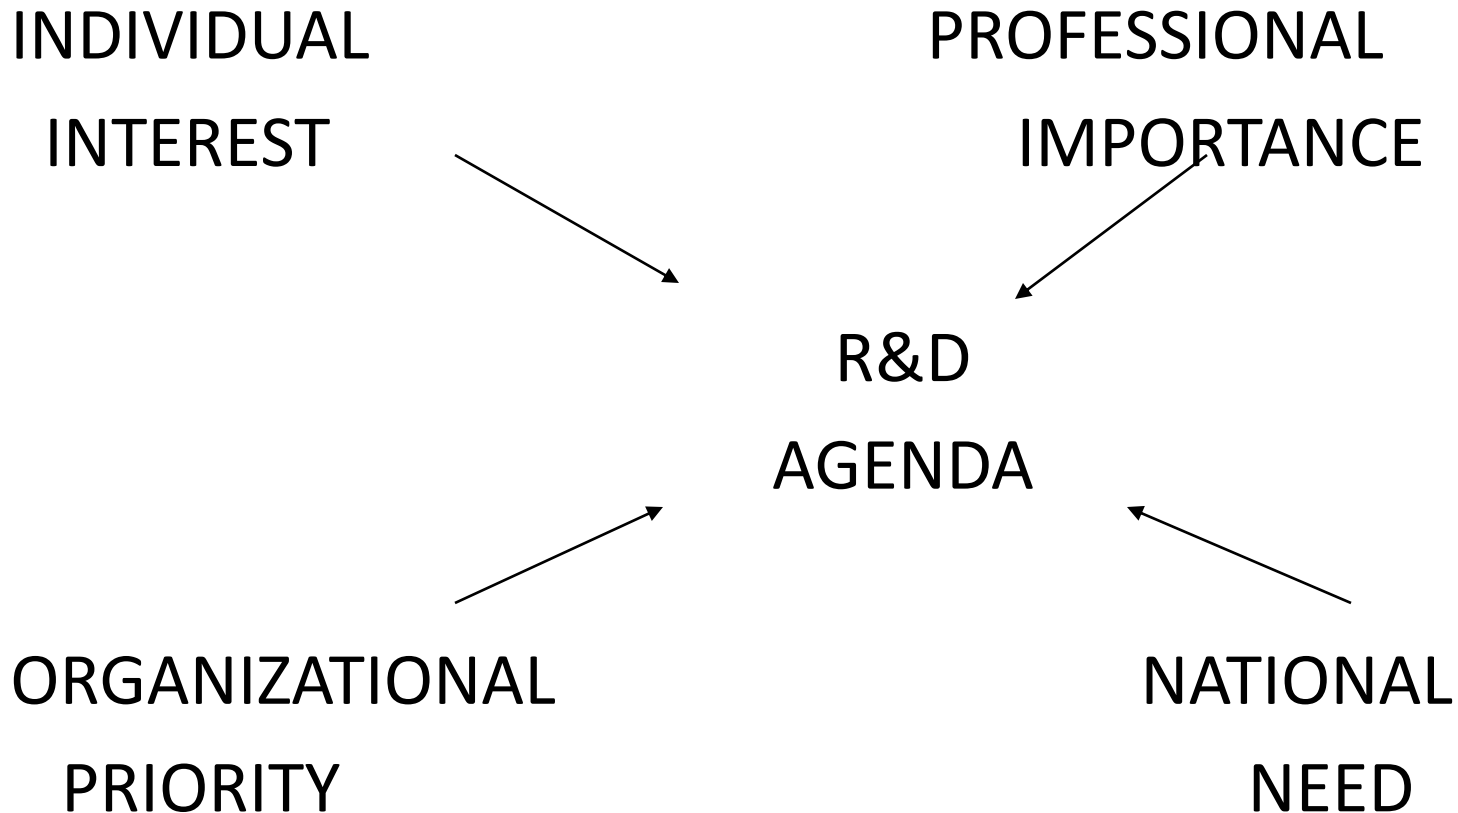 INDIVIDUAL
INTEREST
PROFESSIONAL
IMPORTANCE
R&D
AGENDA
ORGANIZATIONAL
PRIORITY
NATIONAL
NEED